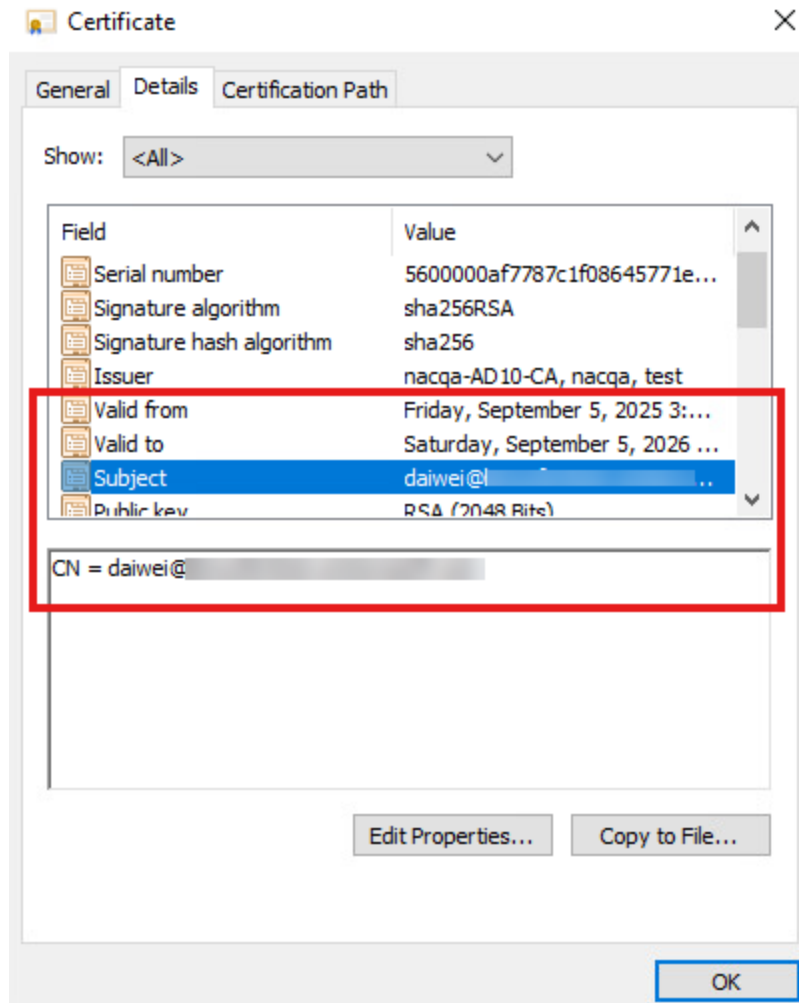 Certificate
General Details Certification Path
Show: <All>
Field Value
Serial number 5600000af7787c1f08645771e...
Signature algorithm sha256RSA
Signature hash algorithm sha256
Issuer nacqa-AD10-CA, nacqa, test
Valid from Friday, September 5, 2025 3:...
Valid to Saturday, September 5, 2026 ...
Subject daiwei@
Public key RSA (2048 Bits)
CN = daiwei@
Edit Properties... Copy to File...
OK